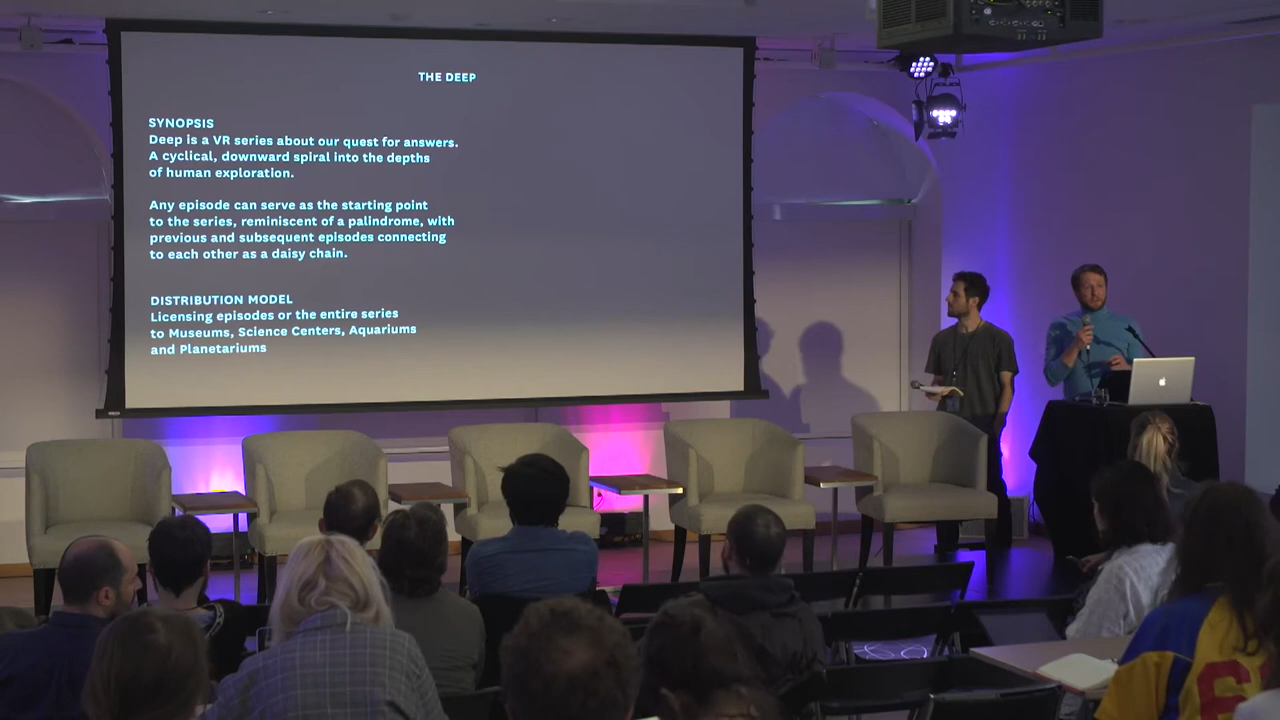 THE DEEP
SYNOPSIS
Deep is a VR series about our quest for answers.
A cyclical, downward spiral into the depths
of human exploration.
Any episode can serve as the starting point
to the series, reminiscent of a palindrome, with
previous and subsequent episodes connecting
to each other as a daisy chain.
DISTRIBUTION MODEL
Licensing episodes or the entire series
to Museums, Science Centers, Aquariums
and Planetariums